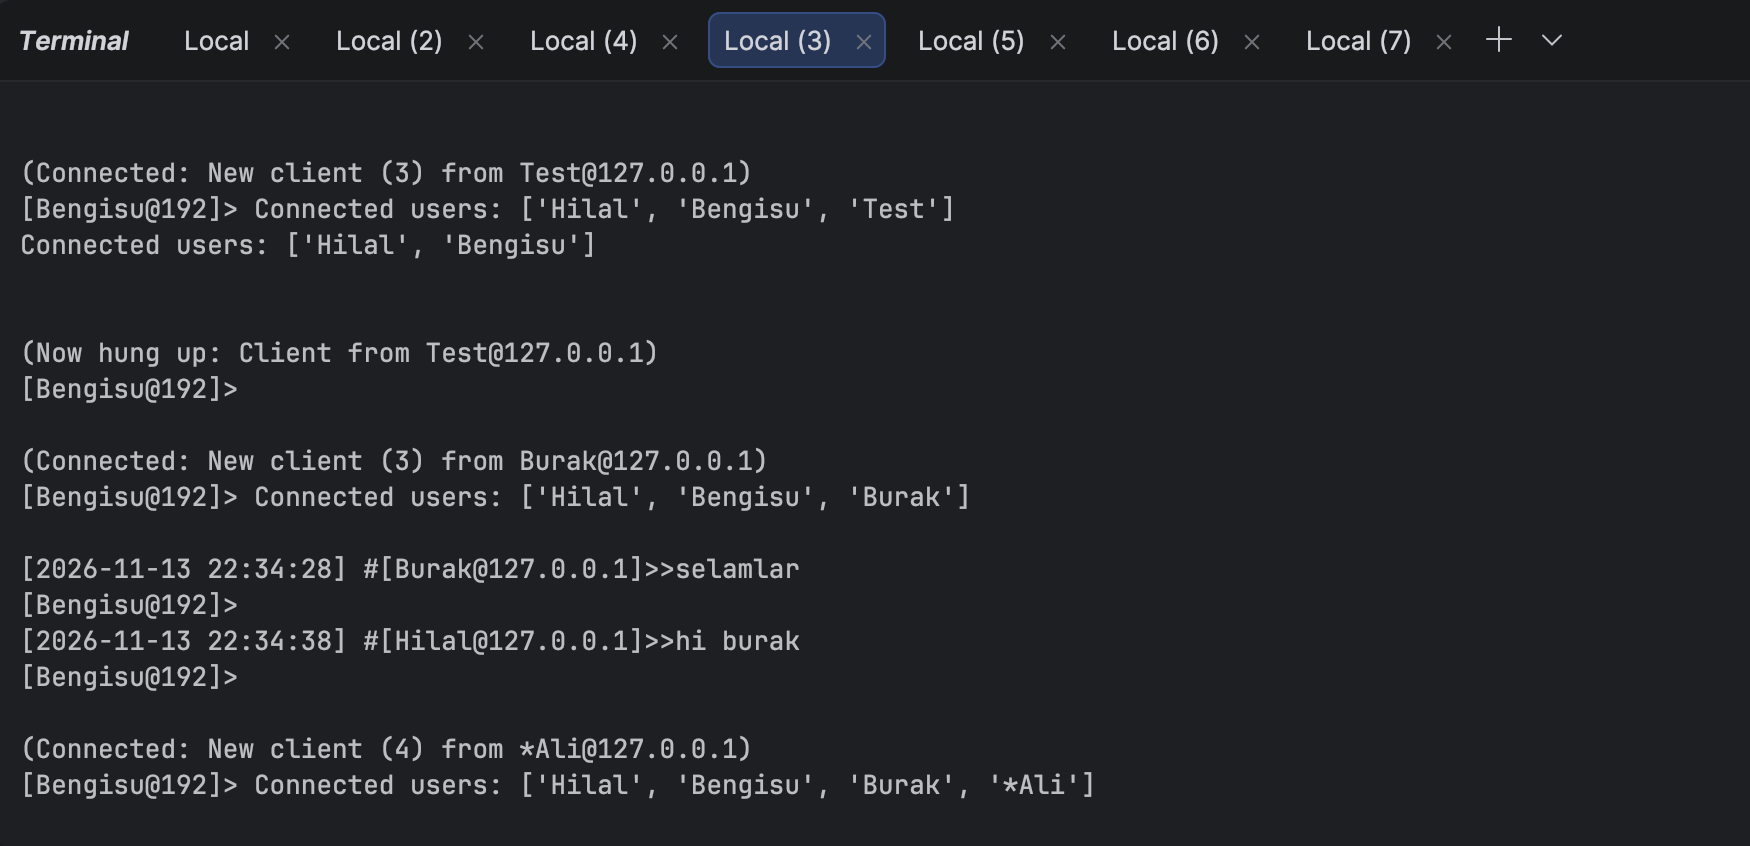 Terminal Local Local (2) Local (4) Local (3) Local (5) Local (6) Local (7)
(Connected: New client (3) from Test@127.0.0.1)
[Bengisu@192]> Connected users: ['Hilal', 'Bengisu', 'Test']
Connected users: ['Hilal', 'Bengisu']
(Now hung up: Client from Test@127.0.0.1)
[Bengisu@192]>
(Connected: New client (3) from Burak@127.0.0.1)
[Bengisu@192]> Connected users: ['Hilal', 'Bengisu', 'Burak']
[2026-11-13 22:34:28] #[Burak@127.0.0.1]>>selamlar
[Bengisu@192]>
[2026-11-13 22:34:38] #[Hilal@127.0.0.1]>>hi burak
[Bengisu@192]>
(Connected: New client (4) from *Ali@127.0.0.1)
[Bengisu@192]> Connected users: ['Hilal', 'Bengisu', 'Burak', '*Ali']